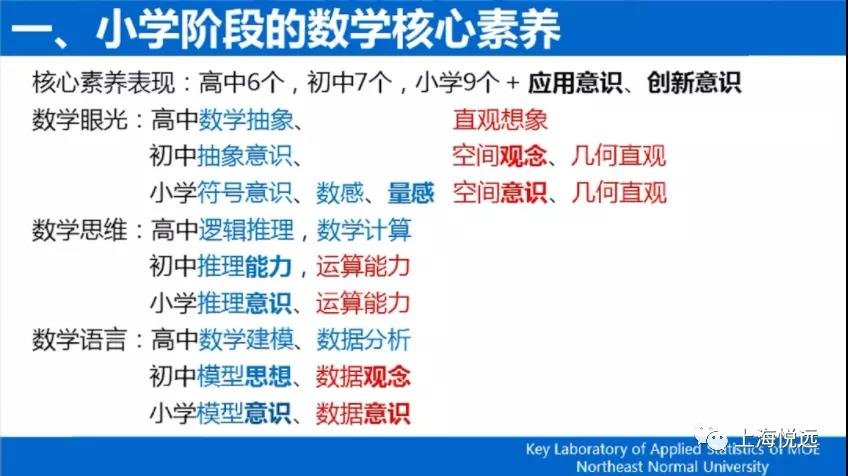 一、小学阶段的数学核心素养
核心素养表现：高中6个，初中7个，小学9个 + 应用意识、创新意识
数学眼光：高中数学抽象、 直观想象
初中抽象意识、 空间观念、几何直观
小学符号意识、数感、量感 空间意识、几何直观
数学思维：高中逻辑推理，数学计算
初中推理能力，运算能力
小学推理意识、运算能力
数学语言：高中数学建模、数据分析
初中模型思想、数据观念
小学模型意识、数据意识
上海悦远
Key Laboratory of Applied Statistics of MOE
Northeast Normal University